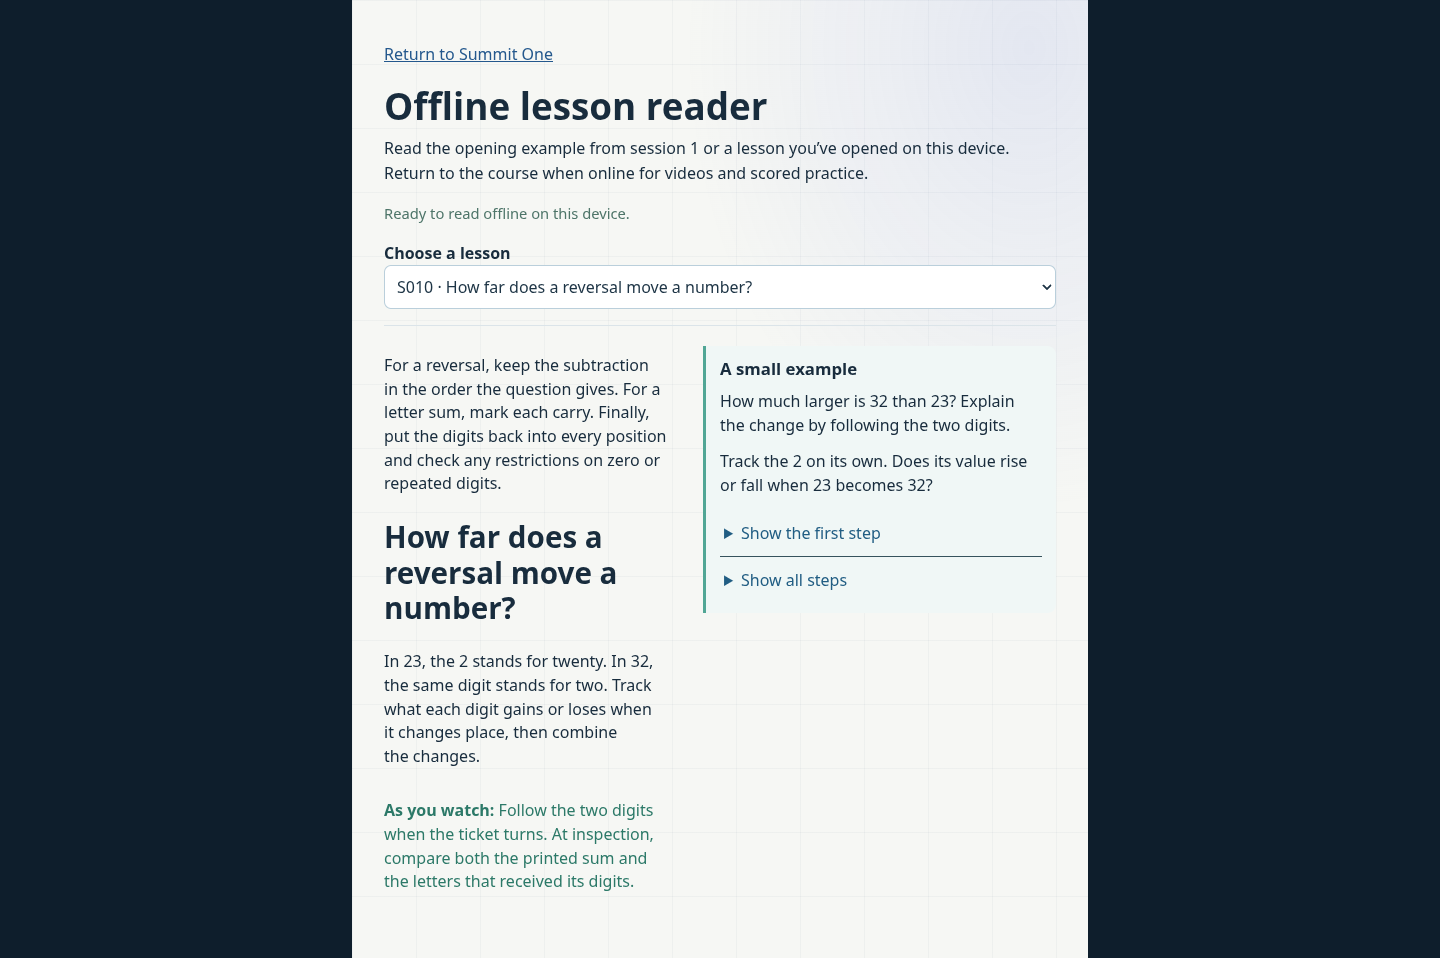 Return to Summit One
Offline lesson reader
Read the opening example from session 1 or a lesson you’ve opened on this device.
Return to the course when online for videos and scored practice.
Ready to read offline on this device.
Choose a lesson
S010 · How far does a reversal move a number?
For a reversal, keep the subtraction
in the order the question gives. For a
letter sum, mark each carry. Finally,
put the digits back into every position
and check any restrictions on zero or
repeated digits.
How far does a
reversal move a
number?
In 23, the 2 stands for twenty. In 32,
the same digit stands for two. Track
what each digit gains or loses when
it changes place, then combine
the changes.
As you watch: Follow the two digits
when the ticket turns. At inspection,
compare both the printed sum and
the letters that received its digits.
A small example
How much larger is 32 than 23? Explain
the change by following the two digits.
Track the 2 on its own. Does its value rise
or fall when 23 becomes 32?
Show the first step
Show all steps